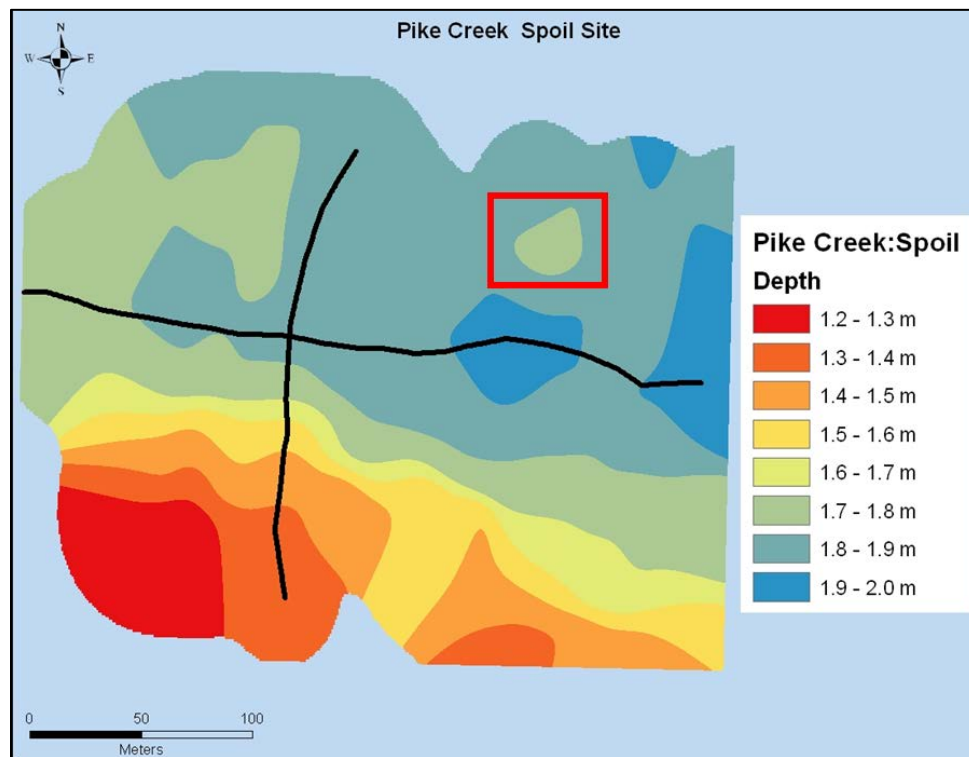 Pike Creek  Spoil Site
N
W E
S
Pike Creek:Spoil
Depth
1.2 - 1.3 m
1.3 - 1.4 m
1.4 - 1.5 m
1.5 - 1.6 m
1.6 - 1.7 m
1.7 - 1.8 m
1.8 - 1.9 m
1.9 - 2.0 m
0 50 100
Meters